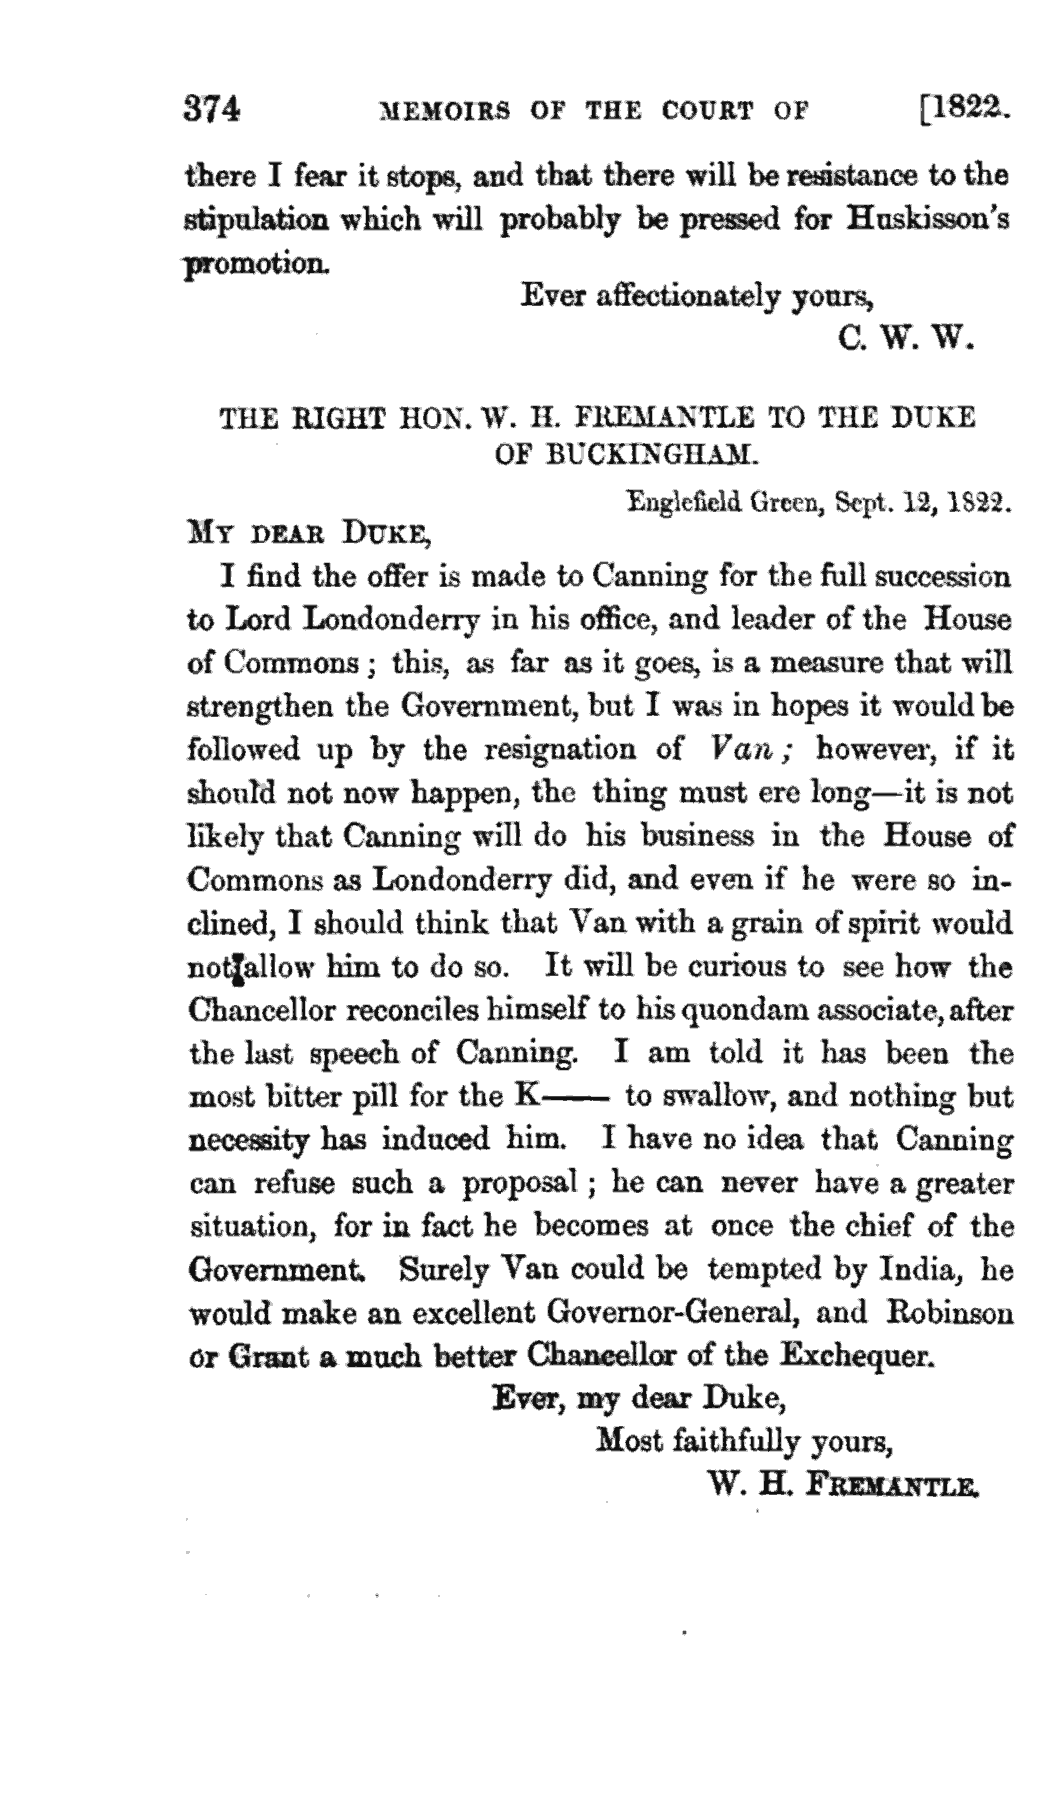 374 MEMOIRS OF THE COURT OF [1822.
there I fear it stops, and that there will be resistance to the
stipulation which will probably be pressed for Huskisson's
promotion.
Ever affectionately yours,
C. W. W.
THE RIGHT HON. W. H. FREMANTLE TO THE DUKE
OF BUCKINGHAM.
Englefield Green, Sept. 12, 1822.
MY DEAR DUKE,
I find the offer is made to Canning for the full succession
to Lord Londonderry in his office, and leader of the House
of Commons; this, as far as it goes, is a measure that will
strengthen the Government, but I was in hopes it would be
followed up by the resignation of Van; however, if it
should not now happen, the thing must ere long—it is not
likely that Canning will do his business in the House of
Commons as Londonderry did, and even if he were so in-
clined, I should think that Van with a grain of spirit would
not allow him to do so. It will be curious to see how the
Chancellor reconciles himself to his quondam associate, after
the last speech of Canning. I am told it has been the
most bitter pill for the K—— to swallow, and nothing but
necessity has induced him. I have no idea that Canning
can refuse such a proposal; he can never have a greater
situation, for in fact he becomes at once the chief of the
Government. Surely Van could be tempted by India, he
would make an excellent Governor-General, and Robinson
or Grant a much better Chancellor of the Exchequer.
Ever, my dear Duke,
Most faithfully yours,
W. H. FREMANTLE.